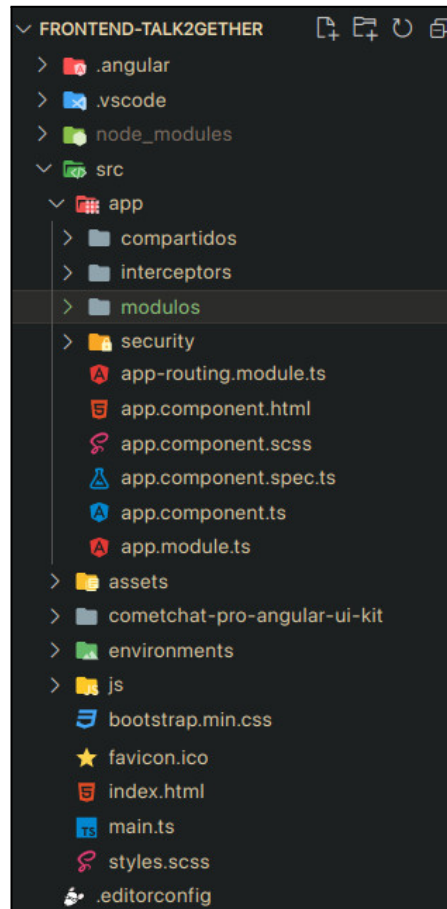 FRONTEND-TALK2GETHER
.angular
.vscode
node_modules
src
app
compartidos
interceptors
modulos
security
app-routing.module.ts
app.component.html
app.component.scss
app.component.spec.ts
app.component.ts
app.module.ts
assets
cometchat-pro-angular-ui-kit
environments
js
bootstrap.min.css
favicon.ico
index.html
main.ts
styles.scss
.editorconfig